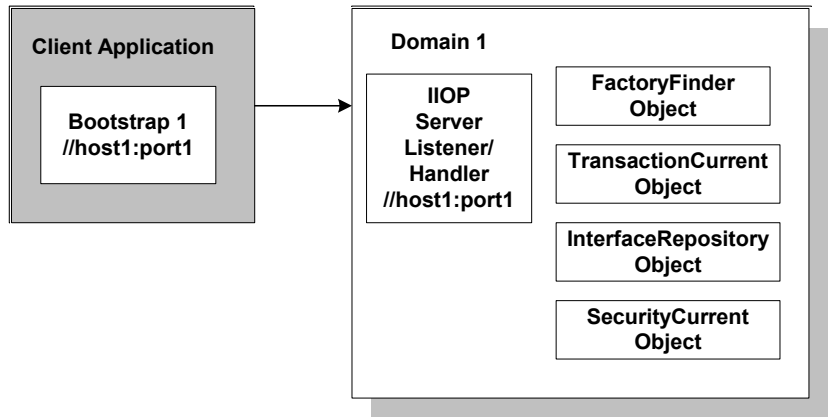 Client Application
Bootstrap 1
//host1:port1
Domain 1
IIOP
Server
Listener/
Handler
//host1:port1
FactoryFinder
Object
TransactionCurrent
Object
InterfaceRepository
Object
SecurityCurrent
Object